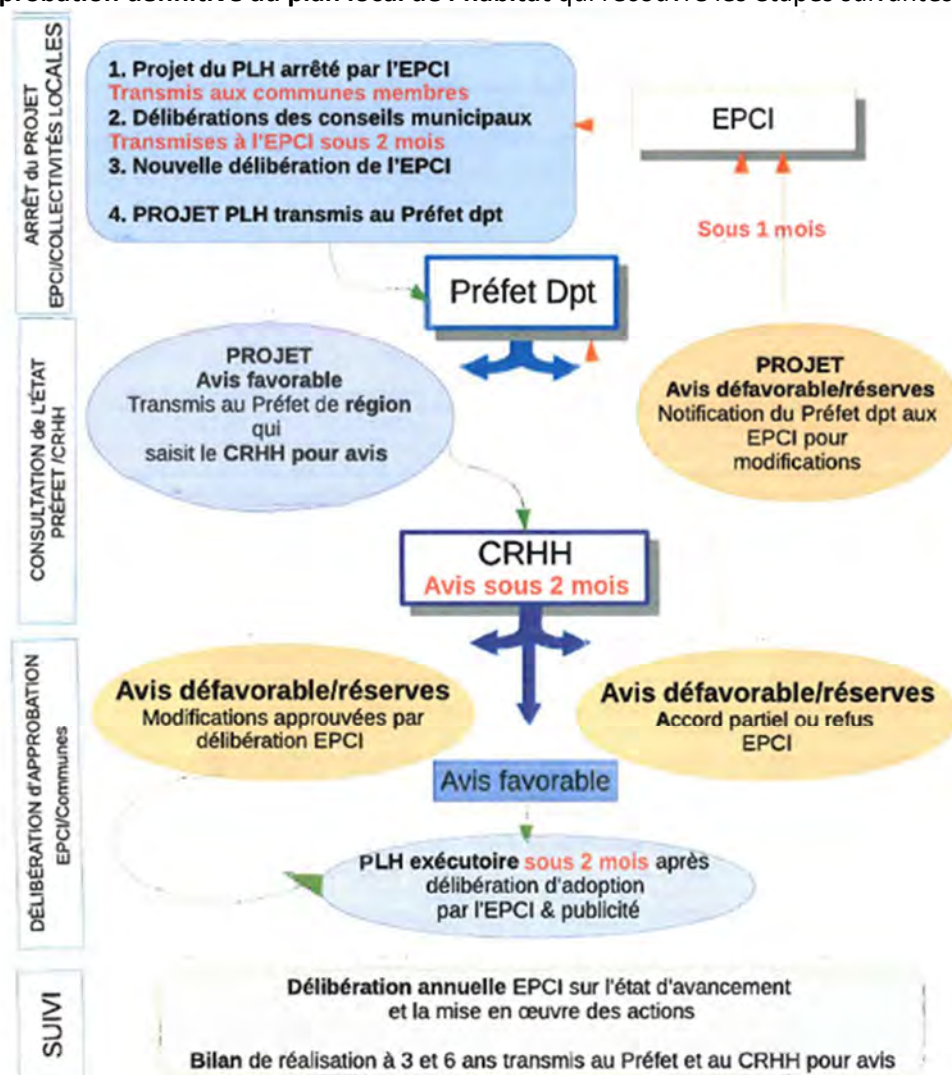 probation définitive du plan local de l'habitat qui recouvre les étapes suivantes
ARRÊT du PROJET
EPCI/COLLECTIVITÉS LOCALES
1. Projet du PLH arrêté par l'EPCI
Transmis aux communes membres
2. Délibérations des conseils municipaux
Transmises à l'EPCI sous 2 mois
3. Nouvelle délibération de l'EPCI
4. PROJET PLH transmis au Préfet dpt
EPCI
Sous 1 mois
Préfet Dpt
CONSULTATION de L'ÉTAT
PRÉFET /CRHH
PROJET
Avis favorable
Transmis au Préfet de région
qui
saisit le CRHH pour avis
PROJET
Avis défavorable/réserves
Notification du Préfet dpt aux
EPCI pour
modifications
CRHH
Avis sous 2 mois
DÉLIBÉRATION d'APPROBATION
EPCI/Communes
Avis défavorable/réserves
Modifications approuvées par
délibération EPCI
Avis défavorable/réserves
Accord partiel ou refus
EPCI
Avis favorable
PLH exécutoire sous 2 mois après
délibération d'adoption
par l'EPCI & publicité
SUIVI
Délibération annuelle EPCI sur l'état d'avancement
et la mise en œuvre des actions
Bilan de réalisation à 3 et 6 ans transmis au Préfet et au CRHH pour avis